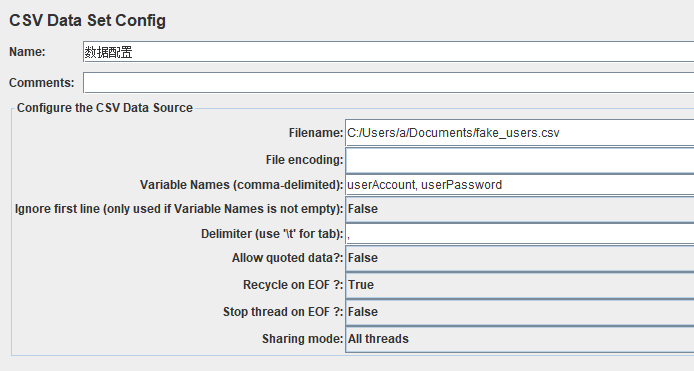 CSV Data Set Config
Name: 数据配置
Comments:
Configure the CSV Data Source
Filename: C:/Users/a/Documents/fake_users.csv
File encoding:
Variable Names (comma-delimited): userAccount, userPassword
Ignore first line (only used if Variable Names is not empty): False
Delimiter (use '\t' for tab): ,
Allow quoted data?: False
Recycle on EOF ?: True
Stop thread on EOF ?: False
Sharing mode: All threads